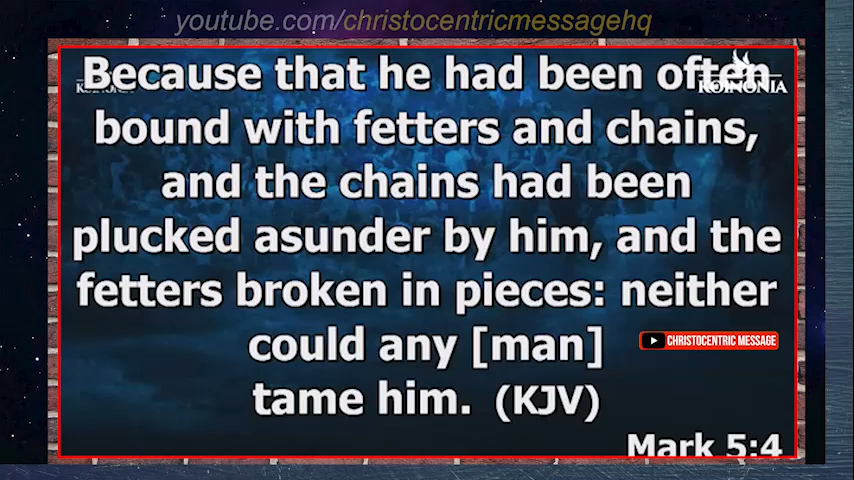 youtube.com/christocentricmessagehq
Because that he had been often
KOINONIA
KOINONIA
bound with fetters and chains,
and the chains had been
plucked asunder by him, and the
fetters broken in pieces: neither
could any [man]
CHRISTOCENTRIC MESSAGE
tame him. (KJV)
Mark 5:4